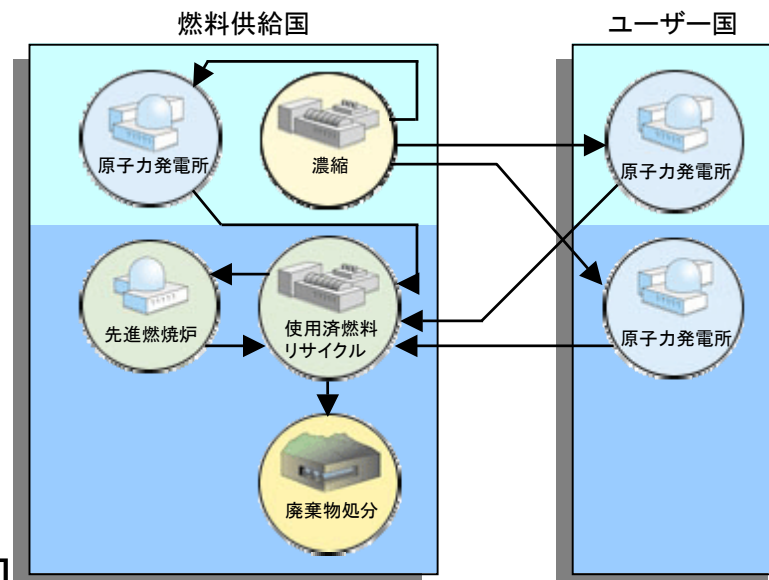 燃料供給国
ユーザー国
原子力発電所
濃縮
原子力発電所
先進燃焼炉
使用済燃料
リサイクル
原子力発電所
廃棄物処分
]